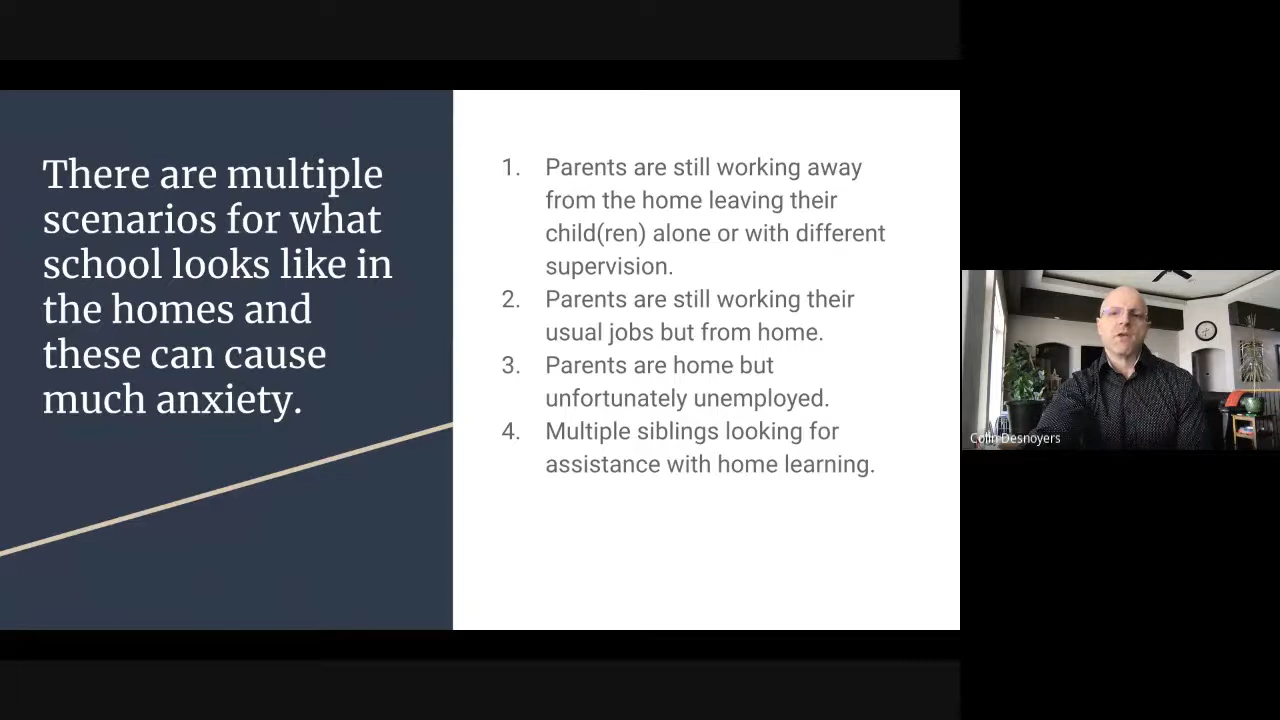 There are multiple
scenarios for what
school looks like in
the homes and
these can cause
much anxiety.
1. Parents are still working away
from the home leaving their
child(ren) alone or with different
supervision.
2. Parents are still working their
usual jobs but from home.
3. Parents are home but
unfortunately unemployed.
4. Multiple siblings looking for
assistance with home learning.
Colin Desnoyers